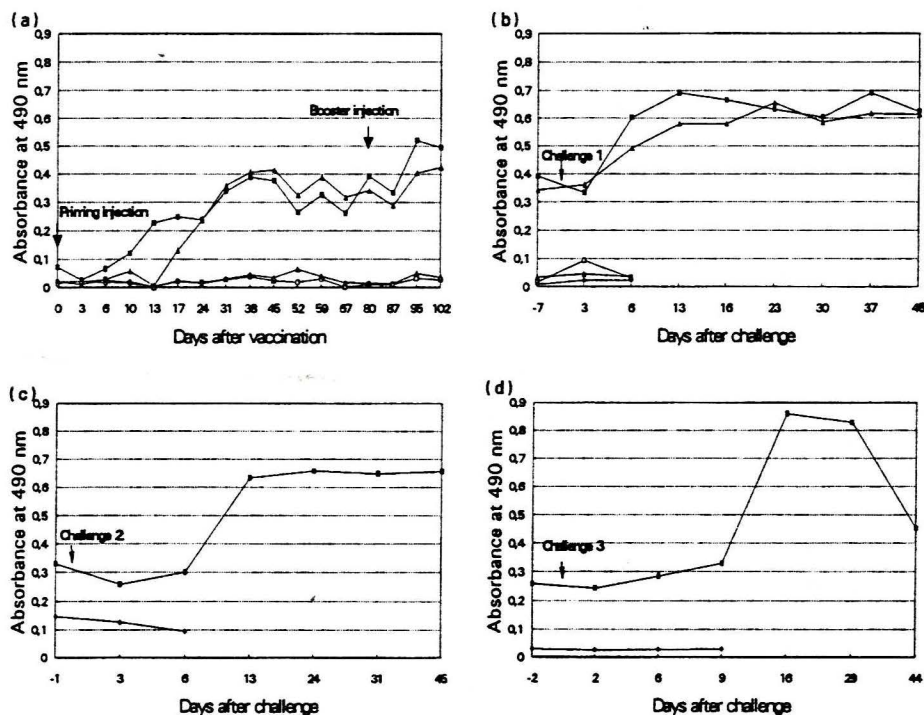 (a)
Absorbance at 490 nm
0,9
0,8
0,7
0,6
0,5
0,4
0,3
0,2
0,1
0
Booster injection
Priming injection
0 3 6 10 13 17 24 31 38 45 52 59 67 80 87 95 102
Days after vaccination
(b)
Absorbance at 490 nm
0,9
0,8
0,7
0,6
0,5
0,4
0,3
0,2
0,1
0
Challenge 1
-7 3 6 13 16 23 30 37 48
Days after challenge
(c)
Absorbance at 490 nm
0,9
0,8
0,7
0,6
0,5
0,4
0,3
0,2
0,1
0
Challenge 2
-1 3 6 13 24 31 45
Days after challenge
(d)
Absorbance at 490 nm
0,9
0,8
0,7
0,6
0,5
0,4
0,3
0,2
0,1
0
Challenge 3
-2 2 6 9 16 29 44
Days after challenge